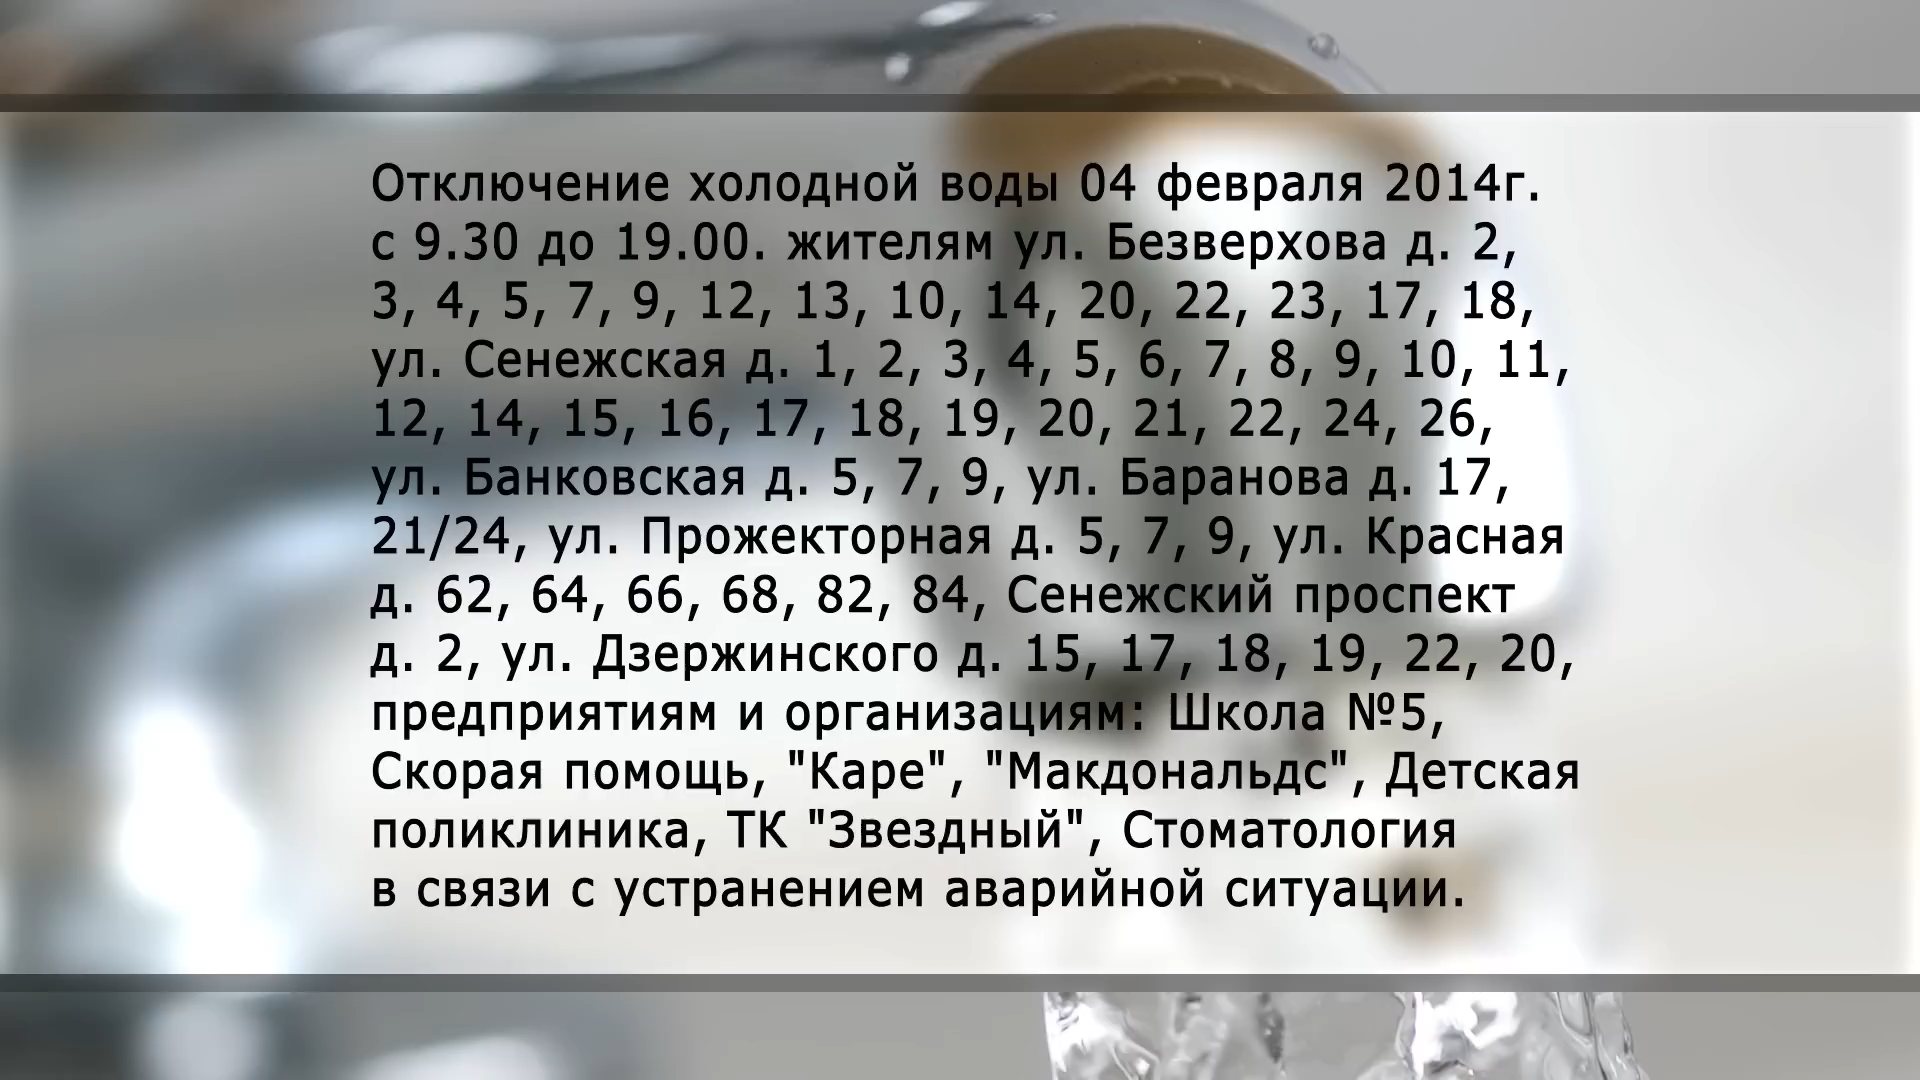 Отключение холодной воды 04 февраля 2014г.
с 9.30 до 19.00. жителям ул. Безверхова д. 2,
3, 4, 5, 7, 9, 12, 13, 10, 14, 20, 22, 23, 17, 18,
ул. Сенежская д. 1, 2, 3, 4, 5, 6, 7, 8, 9, 10, 11,
12, 14, 15, 16, 17, 18, 19, 20, 21, 22, 24, 26,
ул. Банковская д. 5, 7, 9, ул. Баранова д. 17,
21/24, ул. Прожекторная д. 5, 7, 9, ул. Красная
д. 62, 64, 66, 68, 82, 84, Сенежский проспект
д. 2, ул. Дзержинского д. 15, 17, 18, 19, 22, 20,
предприятиям и организациям: Школа №5,
Скорая помощь, "Каре", "Макдональдс", Детская
поликлиника, ТК "Звездный", Стоматология
в связи с устранением аварийной ситуации.